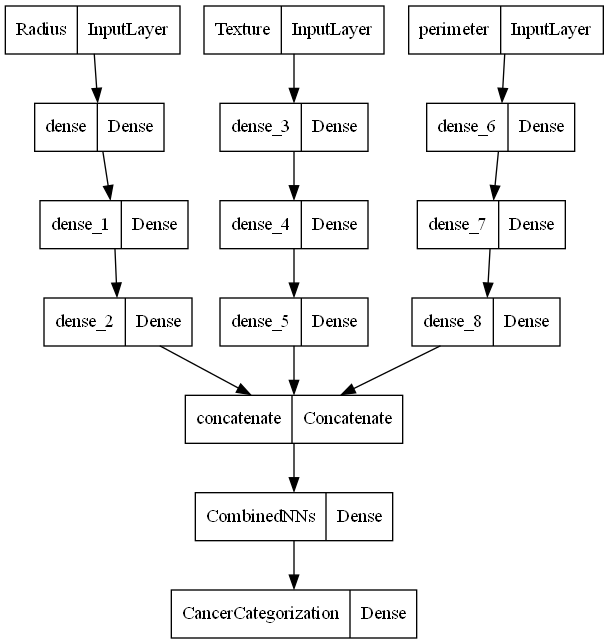 Radius InputLayer Texture InputLayer perimeter InputLayer
dense Dense dense_3 Dense dense_6 Dense
dense_1 Dense dense_4 Dense dense_7 Dense
dense_2 Dense dense_5 Dense dense_8 Dense
concatenate Concatenate
CombinedNNs Dense
CancerCategorization Dense